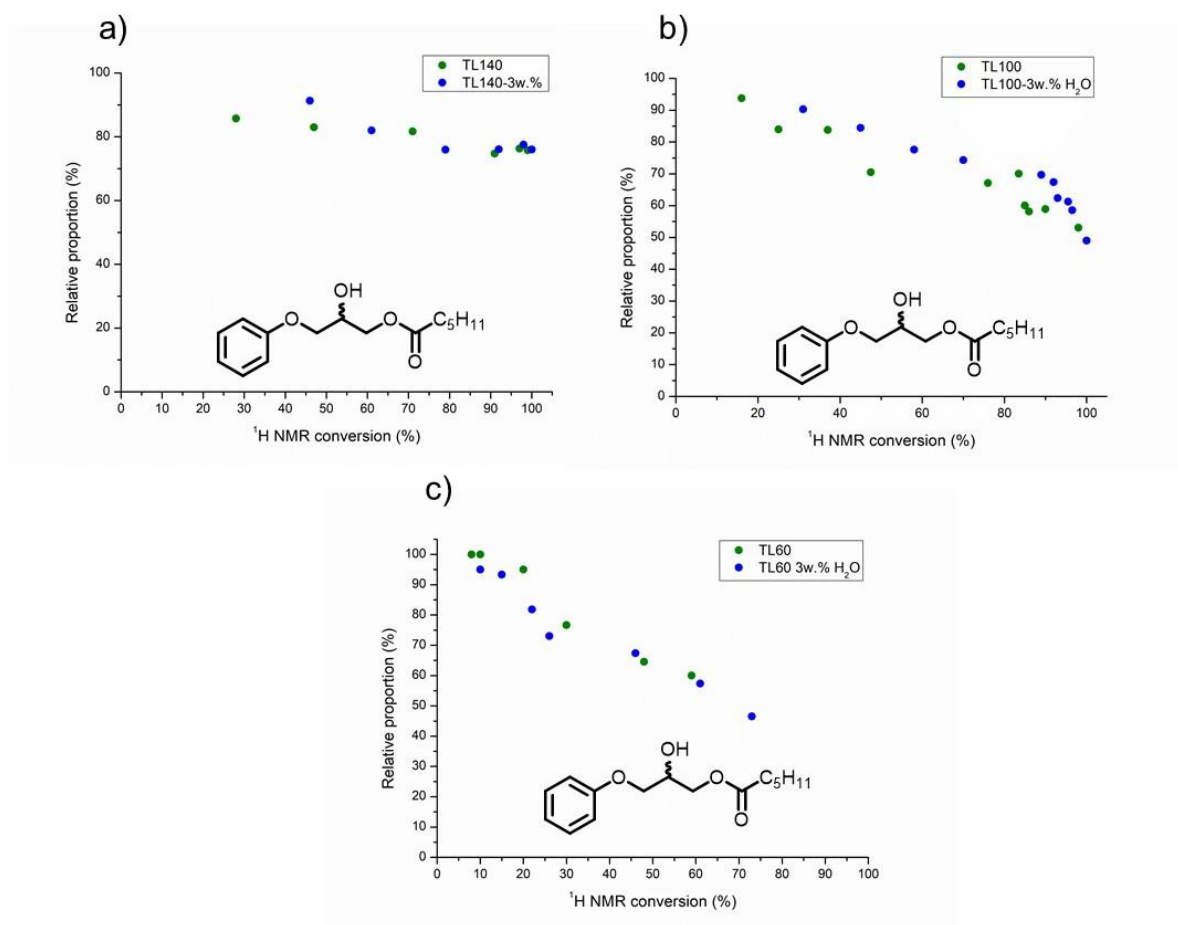 a)
TL140
TL140-3w.%
100
80
60
40
20
0
Relative proportion (%)
OH
O
O
C5H11
O
0 10 20 30 40 50 60 70 80 90 100
1H NMR conversion (%)
b)
TL100
TL100-3w.% H2O
100
90
80
70
60
50
40
30
20
10
0
Relative proportion (%)
OH
O
O
C5H11
O
0 20 40 60 80 100
1H NMR conversion (%)
c)
TL60
TL60 3w.% H2O
100
90
80
70
60
50
40
30
20
10
0
Relative proportion (%)
OH
O
O
C5H11
O
0 10 20 30 40 50 60 70 80 90 100
1H NMR conversion (%)